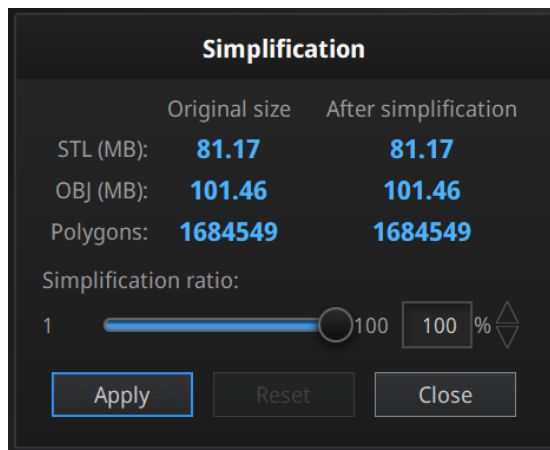 Simplification
Original size After simplification
STL (MB): 81.17 81.17
OBJ (MB): 101.46 101.46
Polygons: 1684549 1684549
Simplification ratio:
1 100 100 %
Apply Reset Close